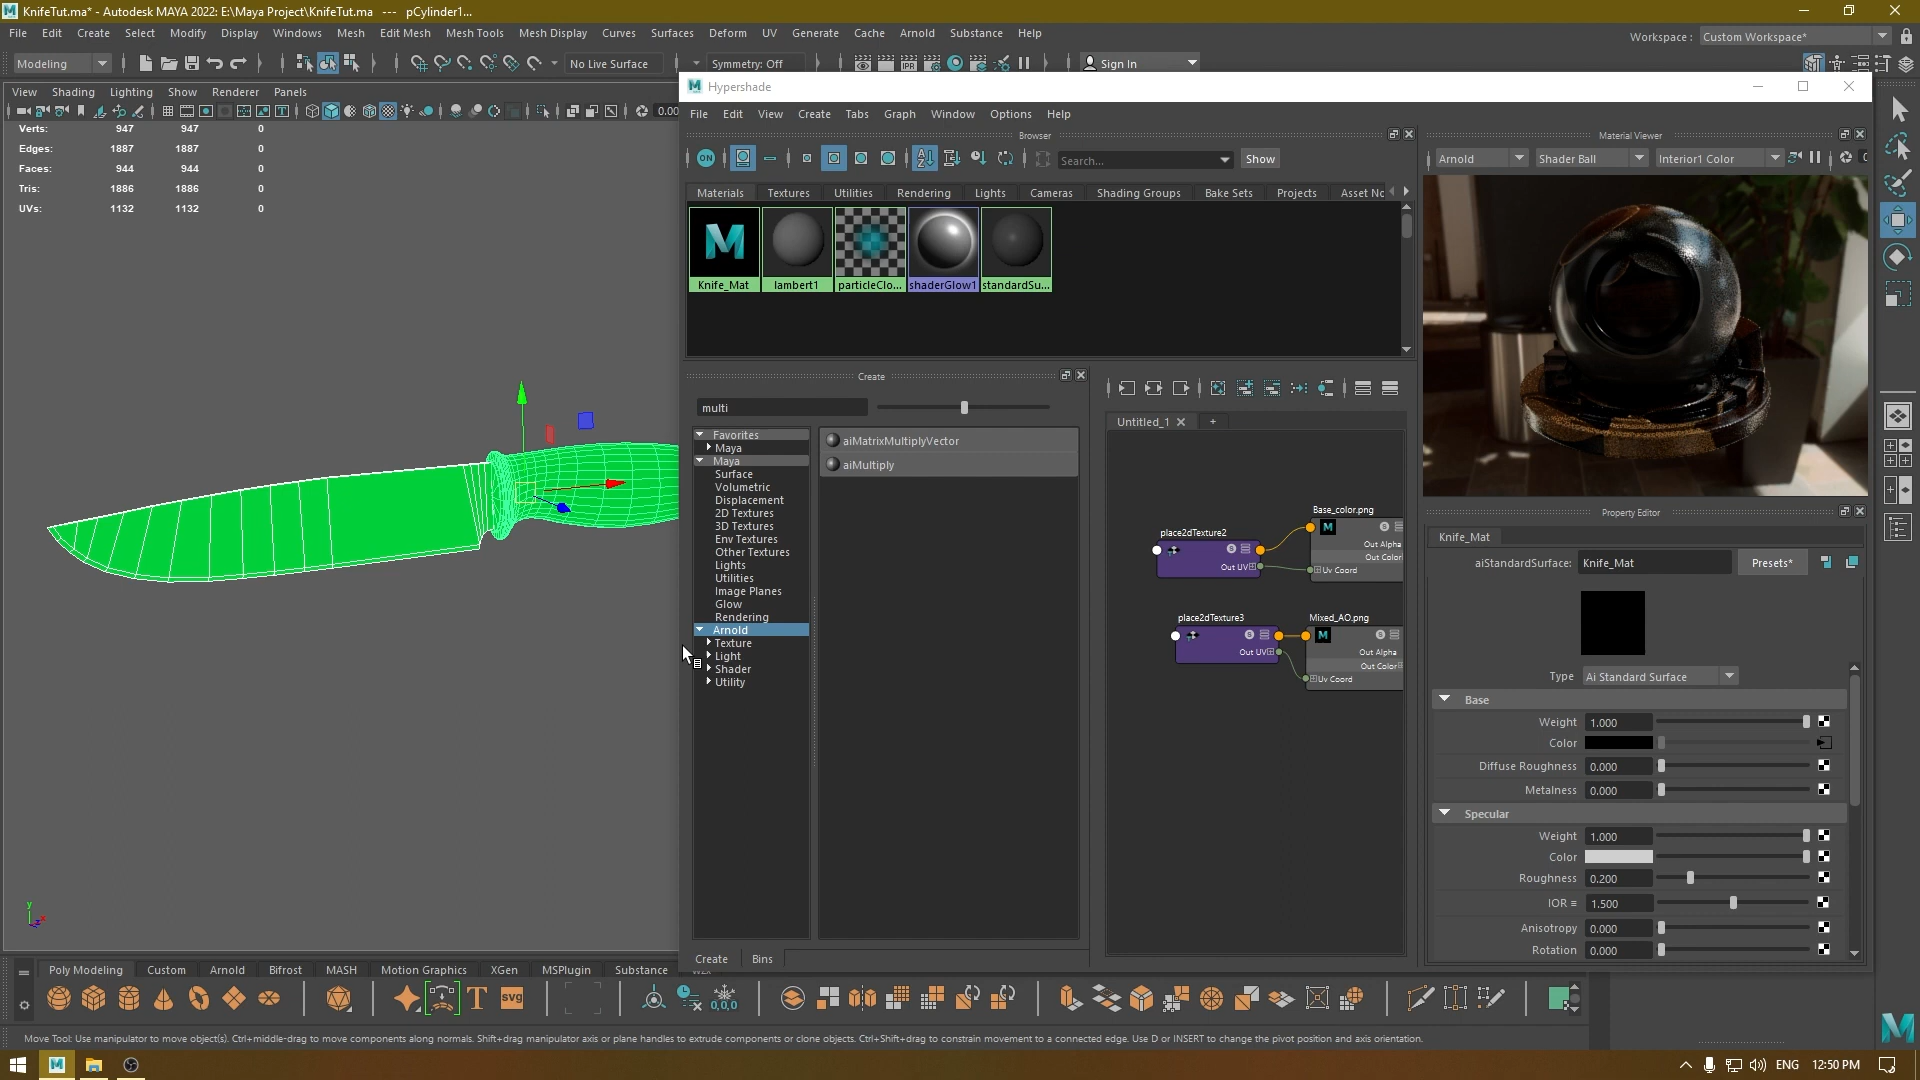 KnifeTut.ma* - Autodesk MAYA 2022: E:\Maya Project\KnifeTut.ma --- pCylinder1...
File Edit Create Select Modify Display Windows Mesh Edit Mesh Mesh Tools Mesh Display Curves Surfaces Deform UV Generate Cache Arnold Substance Help
Workspace : Custom Workspace*
Modeling No Live Surface Symmetry: Off IPR Sign In
View Shading Lighting Show Renderer Panels
0.00
Verts: 947 947 0
Edges: 1887 1887 0
Faces: 944 944 0
Tris: 1886 1886 0
UVs: 1132 1132 0
y
x
Hypershade
File Edit View Create Tabs Graph Window Options Help
Browser
ON Search... Show
Materials Textures Utilities Rendering Lights Cameras Shading Groups Bake Sets Projects Asset No
Knife_Mat lambert1 particleClo... shaderGlow1 standardSu...
Create
multi
Favorites
Maya
Maya
Surface
Volumetric
Displacement
2D Textures
3D Textures
Env Textures
Other Textures
Lights
Utilities
Image Planes
Glow
Rendering
Arnold
Texture
Light
Shader
Utility
aiMatrixMultiplyVector
aiMultiply
Create Bins
Untitled_1 +
place2dTexture2
Out UV
Base_color.png
Out Alpha
Out Color
Uv Coord
place2dTexture3
Out UV
Mixed_AO.png
Out Alpha
Out Color
Uv Coord
Material Viewer
Arnold Shader Ball Interior1 Color
Property Editor
Knife_Mat
aiStandardSurface: Knife_Mat Presets*
Type Ai Standard Surface
Base
Weight 1.000
Color
Diffuse Roughness 0.000
Metalness 0.000
Specular
Weight 1.000
Color
Roughness 0.200
IOR 1.500
Anisotropy 0.000
Rotation 0.000
Poly Modeling Custom Arnold Bifrost MASH Motion Graphics XGen MSPlugin Substance
T svg 0,0,0
Move Tool: Use manipulator to move object(s). Ctrl+middle-drag to move components along normals. Shift+drag manipulator axis or plane handles to extrude components or clone objects. Ctrl+Shift+drag to constrain movement to a connected edge. Use D or INSERT to change the pivot position and axis orientation.
ENG 12:50 PM